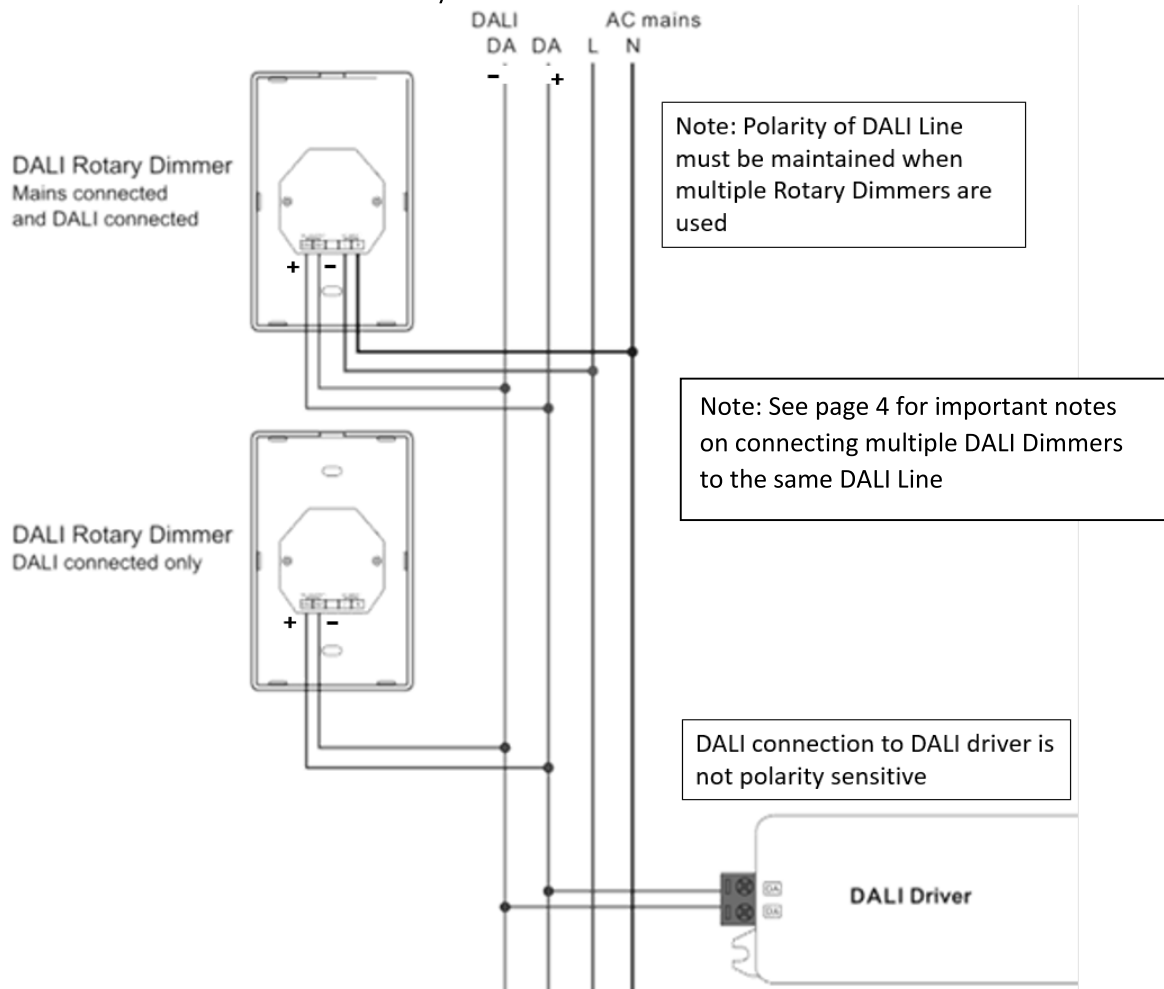 DALI
AC mains
DA DA L N
- +
Note: Polarity of DALI Line
must be maintained when
multiple Rotary Dimmers are
used
DALI Rotary Dimmer
Mains connected
and DALI connected
+ -
Note: See page 4 for important notes
on connecting multiple DALI Dimmers
to the same DALI Line
DALI Rotary Dimmer
DALI connected only
+ -
DALI connection to DALI driver is
not polarity sensitive
DA
DALI Driver
DA